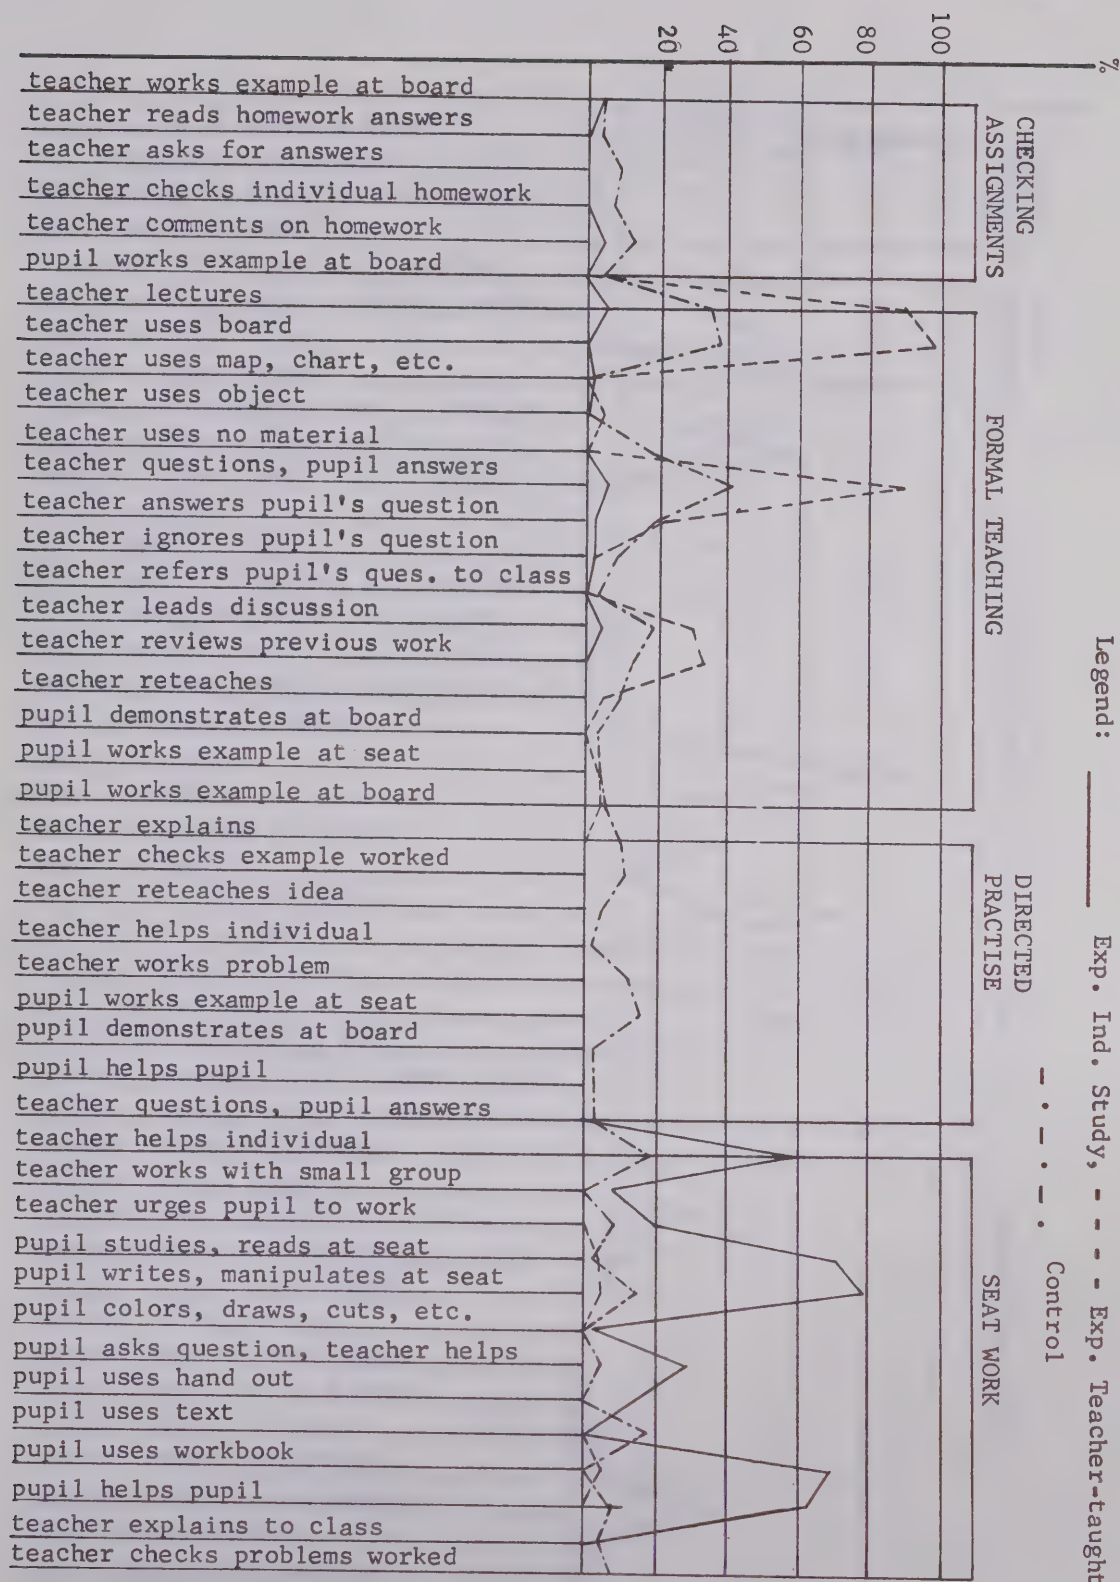 %
20
40
60
80
100
teacher works example at board
teacher reads homework answers
teacher asks for answers
teacher checks individual homework
teacher comments on homework
pupil works example at board
CHECKING
ASSIGNMENTS
teacher lectures
teacher uses board
teacher uses map, chart, etc.
teacher uses object
teacher uses no material
teacher questions, pupil answers
teacher answers pupil's question
teacher ignores pupil's question
teacher refers pupil's ques. to class
teacher leads discussion
teacher reviews previous work
teacher reteaches
pupil demonstrates at board
pupil works example at seat
pupil works example at board
FORMAL TEACHING
teacher explains
teacher checks example worked
teacher reteaches idea
teacher helps individual
teacher works problem
pupil works example at seat
pupil demonstrates at board
pupil helps pupil
teacher questions, pupil answers
DIRECTED
PRACTISE
teacher helps individual
teacher works with small group
teacher urges pupil to work
pupil studies, reads at seat
pupil writes, manipulates at seat
pupil colors, draws, cuts, etc.
pupil asks question, teacher helps
pupil uses hand out
pupil uses text
pupil uses workbook
pupil helps pupil
teacher explains to class
teacher checks problems worked
SEAT WORK
Legend: Exp. Ind. Study, Exp. Teacher-taught
Control